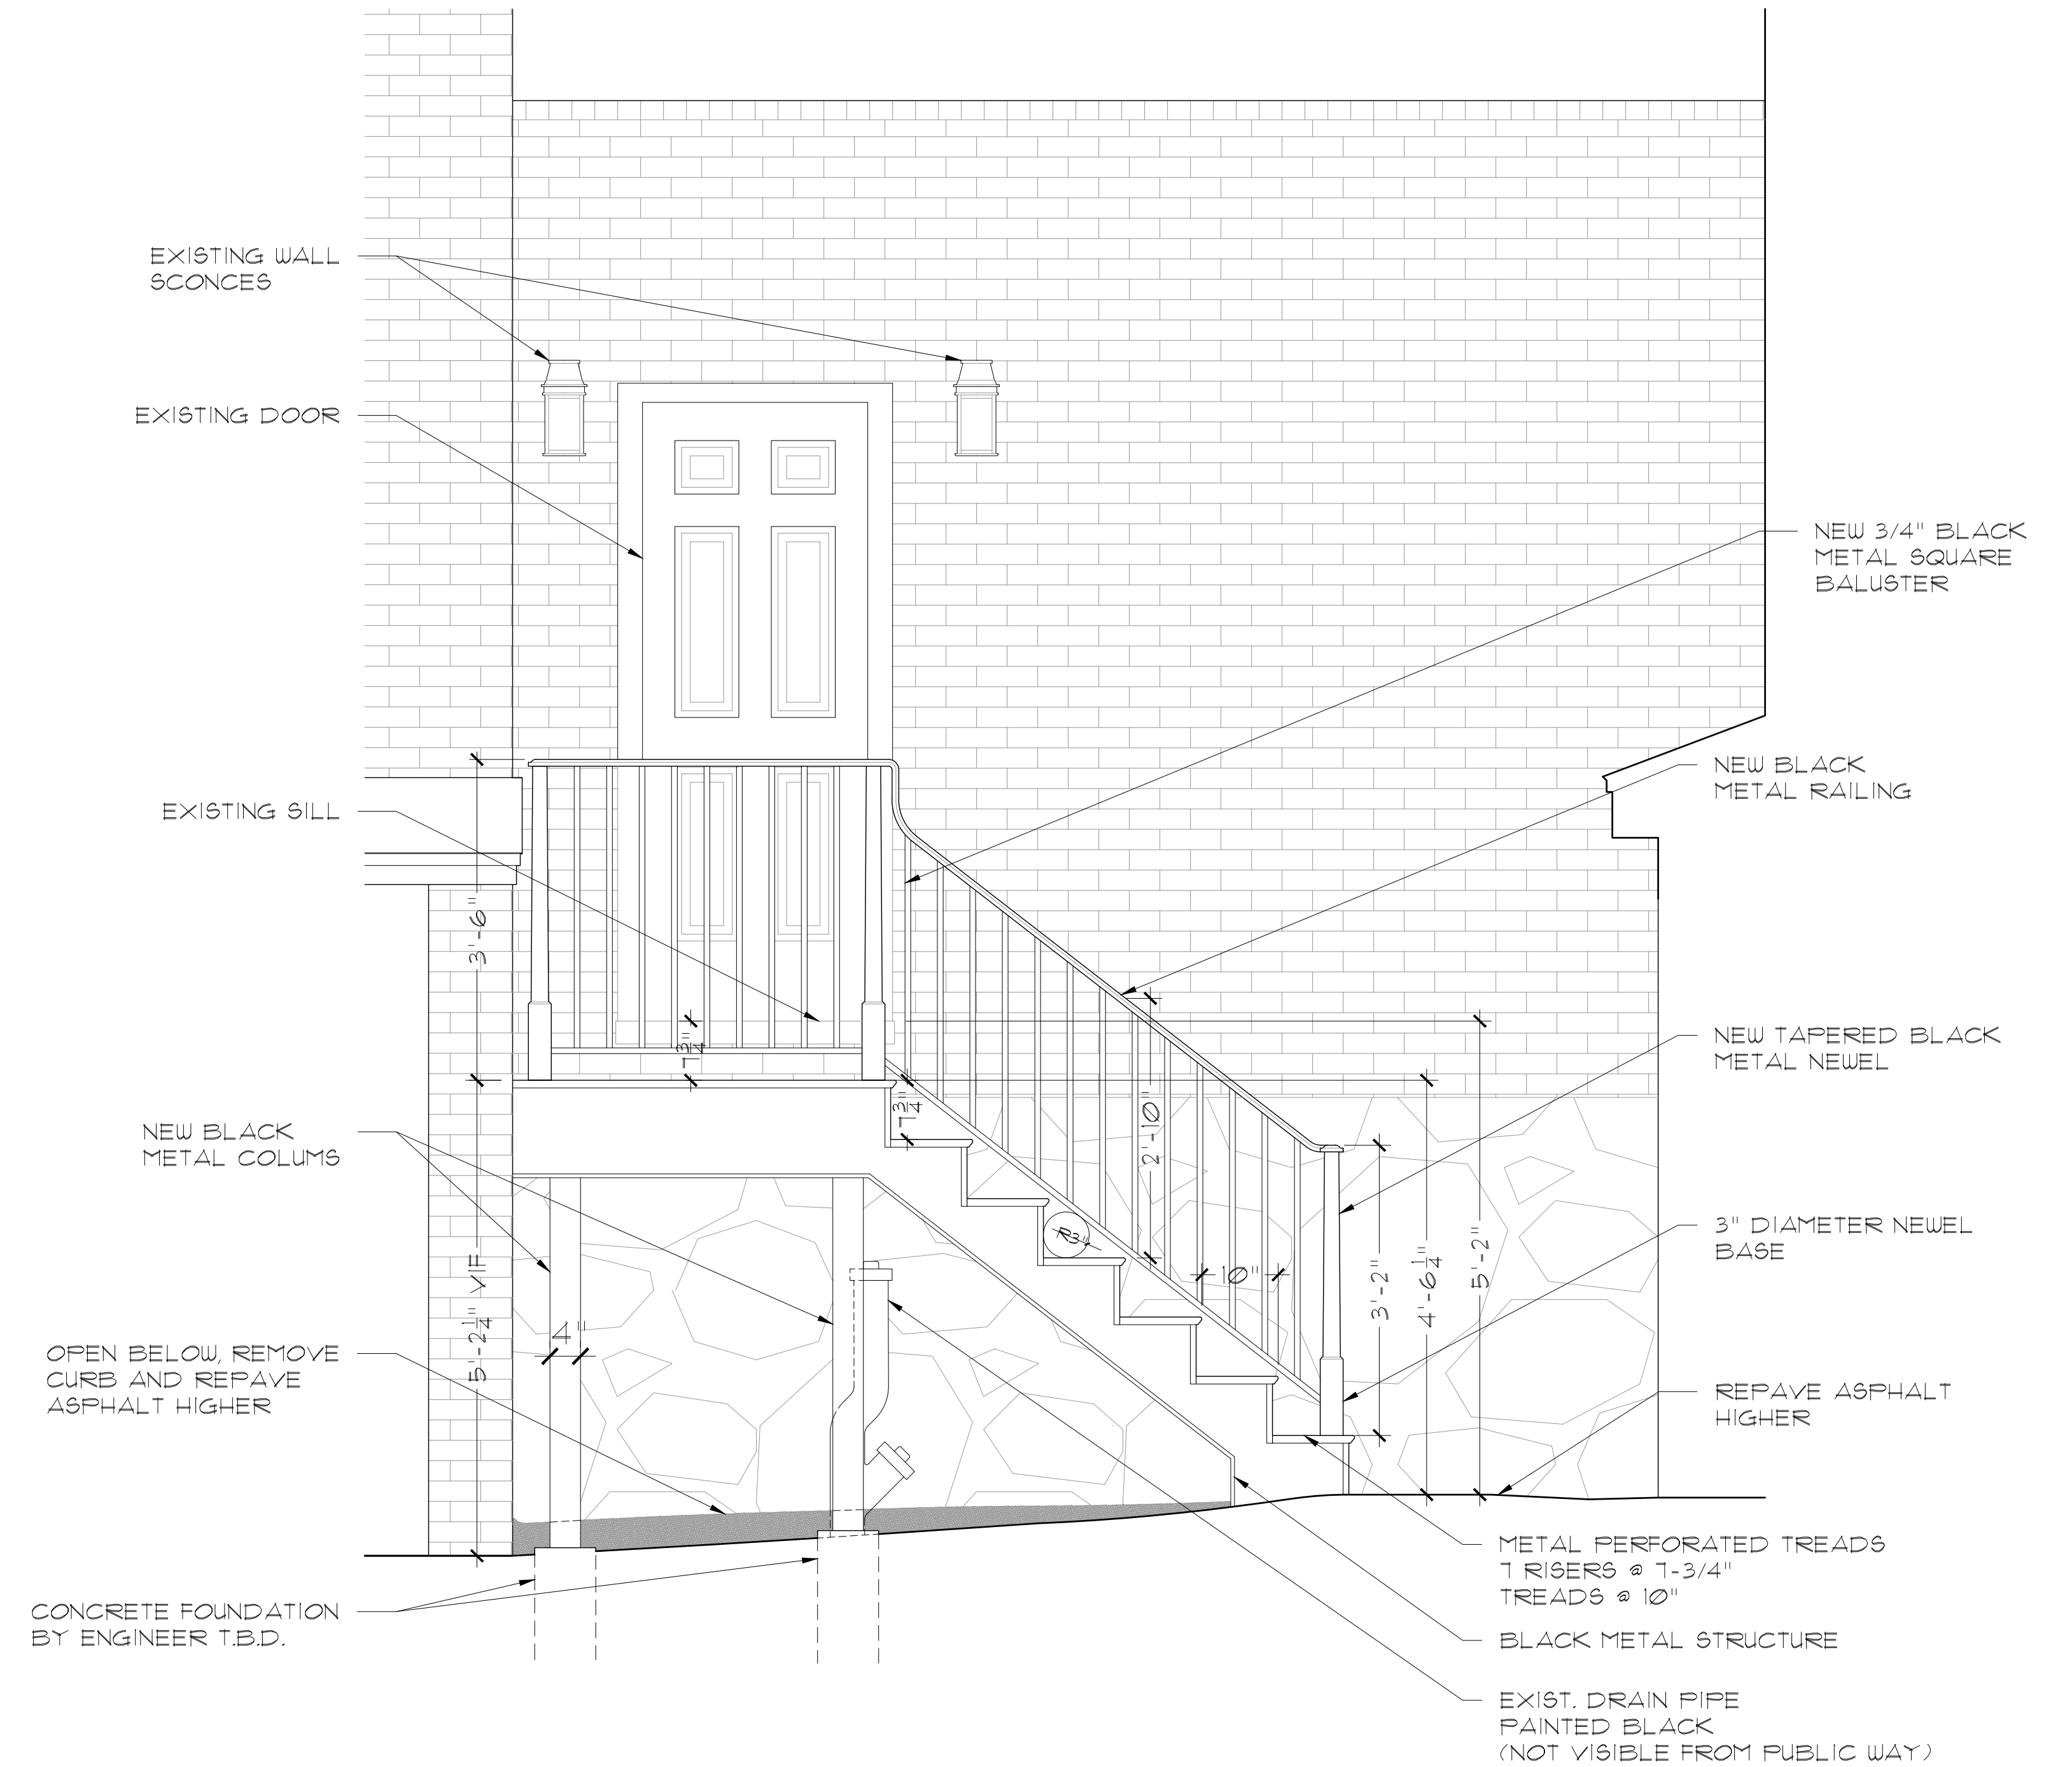 EXISTING WALL
SCONCES
EXISTING DOOR
NEW 3/4" BLACK
METAL SQUARE
BALUSTER
NEW BLACK
METAL RAILING
EXISTING SILL
3'-6"
7 3/4"
NEW TAPERED BLACK
METAL NEWEL
NEW BLACK
METAL COLUMS
7 3/4"
2'-10"
R3"
10"
3'-2"
4'-6 1/4"
5'-2"
3" DIAMETER NEWEL
BASE
5'-2 1/4" VIF
4"
OPEN BELOW, REMOVE
CURB AND REPAVE
ASPHALT HIGHER
REPAVE ASPHALT
HIGHER
CONCRETE FOUNDATION
BY ENGINEER T.B.D.
METAL PERFORATED TREADS
7 RISERS @ 7-3/4"
TREADS @ 10"
BLACK METAL STRUCTURE
EXIST. DRAIN PIPE
PAINTED BLACK
(NOT VISIBLE FROM PUBLIC WAY)